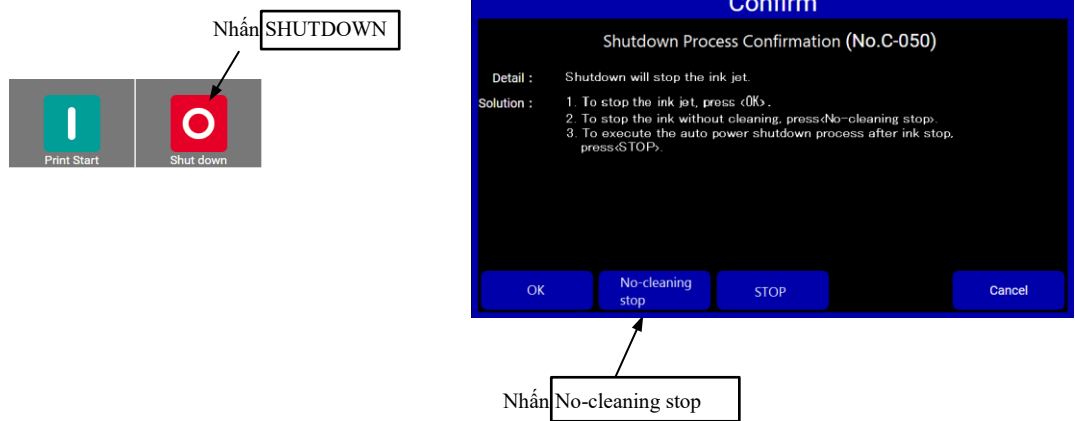 Nhấn SHUTDOWN
Print Start
Shut down
Confirm
Shutdown Process Confirmation (No.C-050)
Detail : Shutdown will stop the ink jet.
Solution : 1. To stop the ink jet, press <OK>.
2. To stop the ink without cleaning, press<No-cleaning stop>.
3. To execute the auto power shutdown process after ink stop,
press<STOP>.
OK
No-cleaning
stop
STOP
Cancel
Nhấn No-cleaning stop